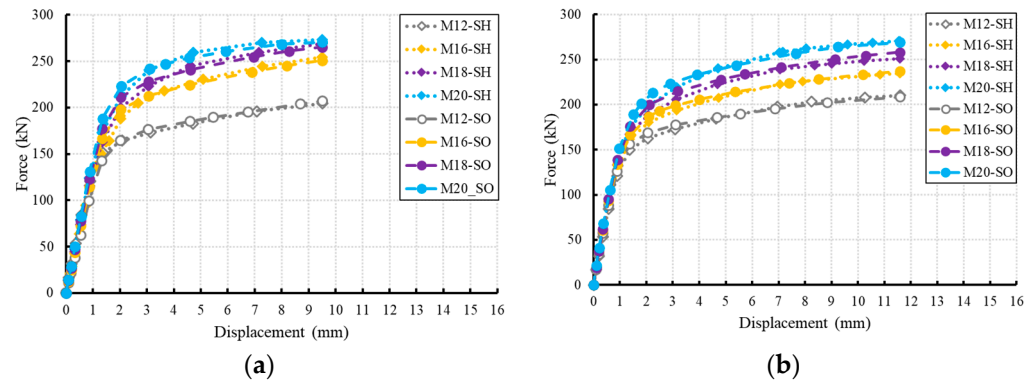 300
250
200
150
100
50
0
Force (kN)
0 1 2 3 4 5 6 7 8 9 10 11 12 13 14 15 16
Displacement (mm)
M12-SH
M16-SH
M18-SH
M20-SH
M12-SO
M16-SO
M18-SO
M20_SO
(a)
300
250
200
150
100
50
0
Force (kN)
0 1 2 3 4 5 6 7 8 9 10 11 12 13 14 15 16
Displacement (mm)
M12-SH
M16-SH
M18-SH
M20-SH
M12-SO
M16-SO
M18-SO
M20-SO
(b)